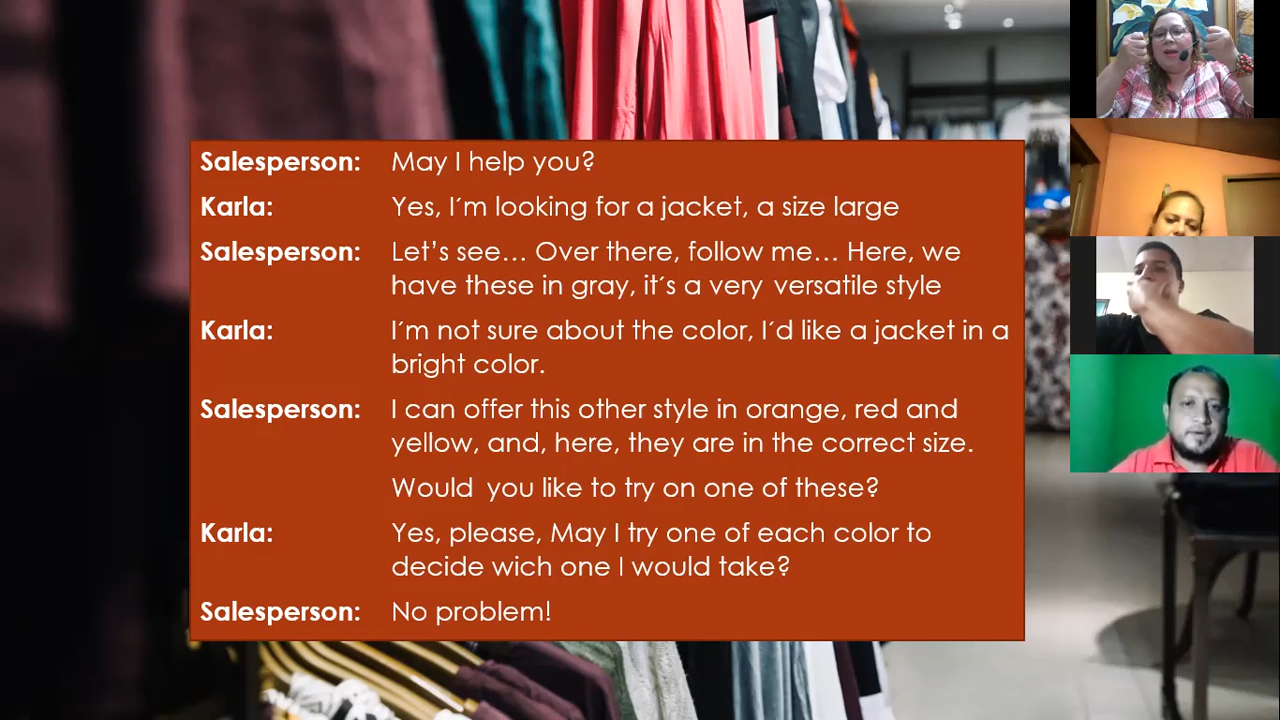 Salesperson: May I help you?
Karla: Yes, I´m looking for a jacket, a size large
Salesperson: Let’s see… Over there, follow me… Here, we
have these in gray, it´s a very versatile style
Karla: I´m not sure about the color, I´d like a jacket in a
bright color.
Salesperson: I can offer this other style in orange, red and
yellow, and, here, they are in the correct size.
Would you like to try on one of these?
Karla: Yes, please, May I try one of each color to
decide wich one I would take?
Salesperson: No problem!